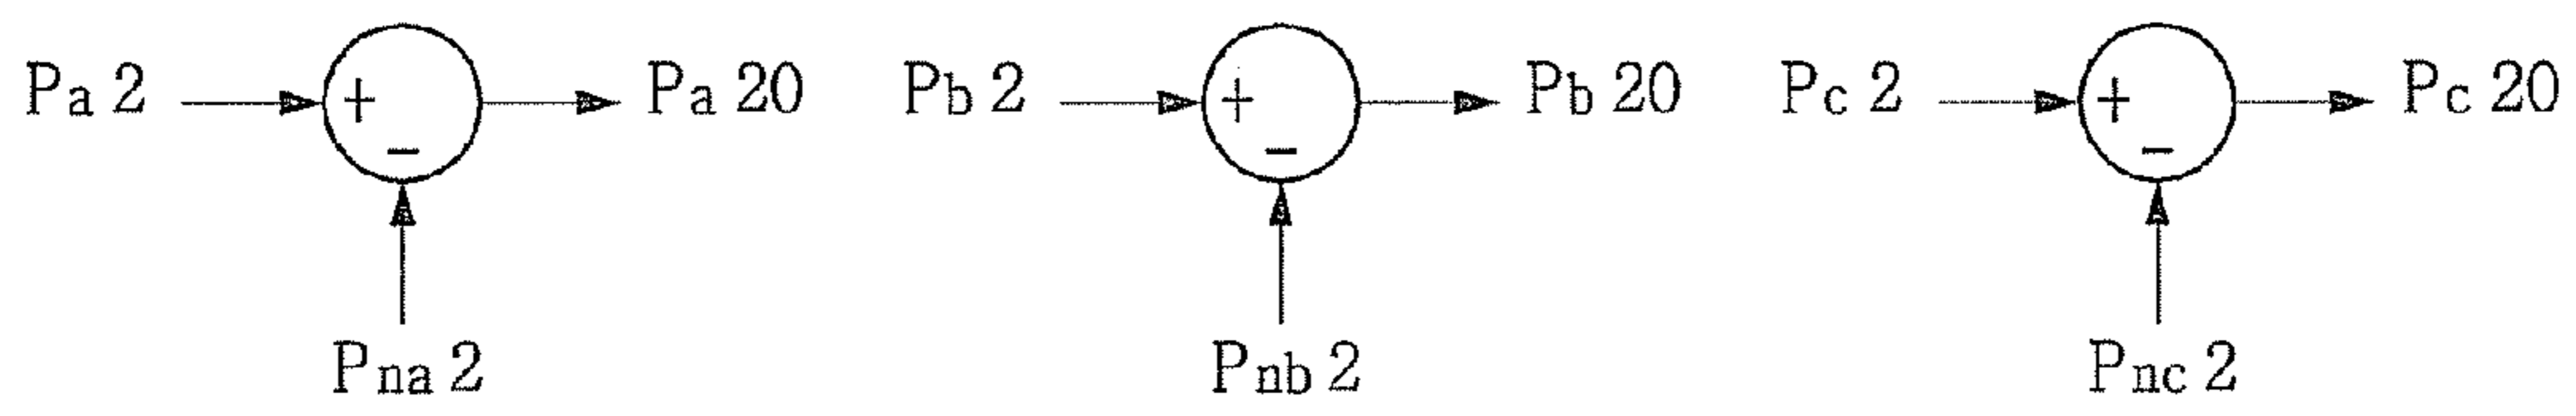 Pa 2 + − Pa 20 Pb 2 + − Pb 20 Pc 2 + − Pc 20
Pna 2 Pnb 2 Pnc 2